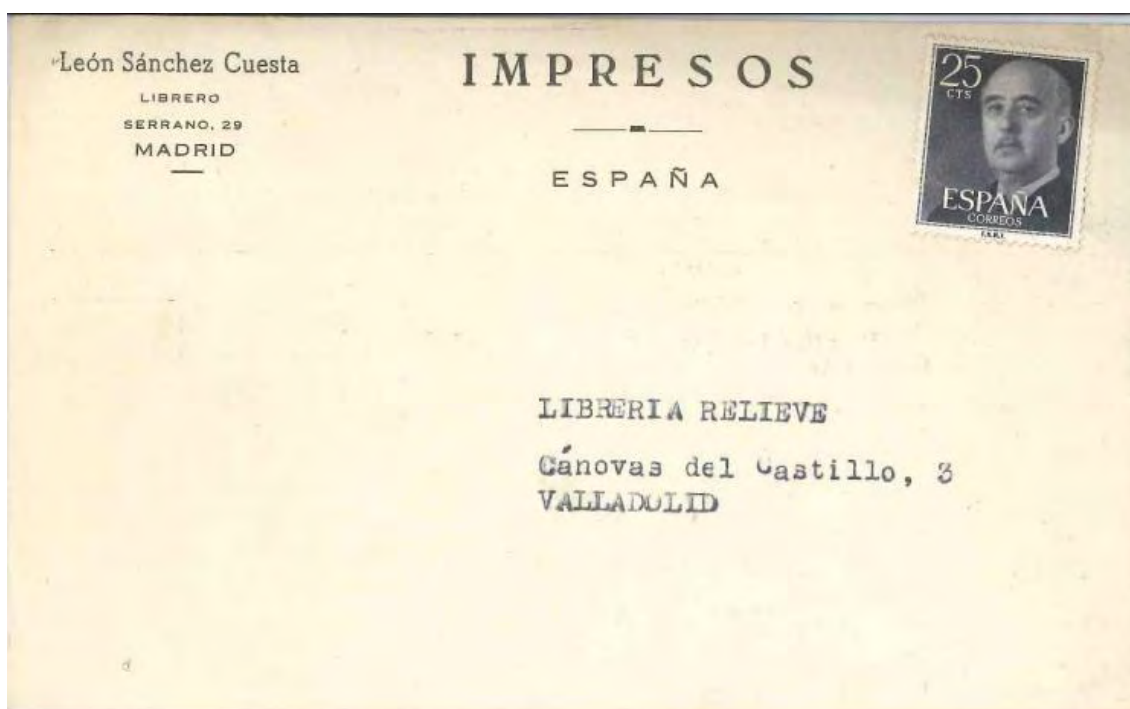 León Sánchez Cuesta
LIBRERO
SERRANO, 29
MADRID
IMPRESOS
ESPAÑA
25
CTS
ESPAÑA
CORREOS
LIBRERIA RELIEVE
Cánovas del Castillo, 3
VALLADOLID